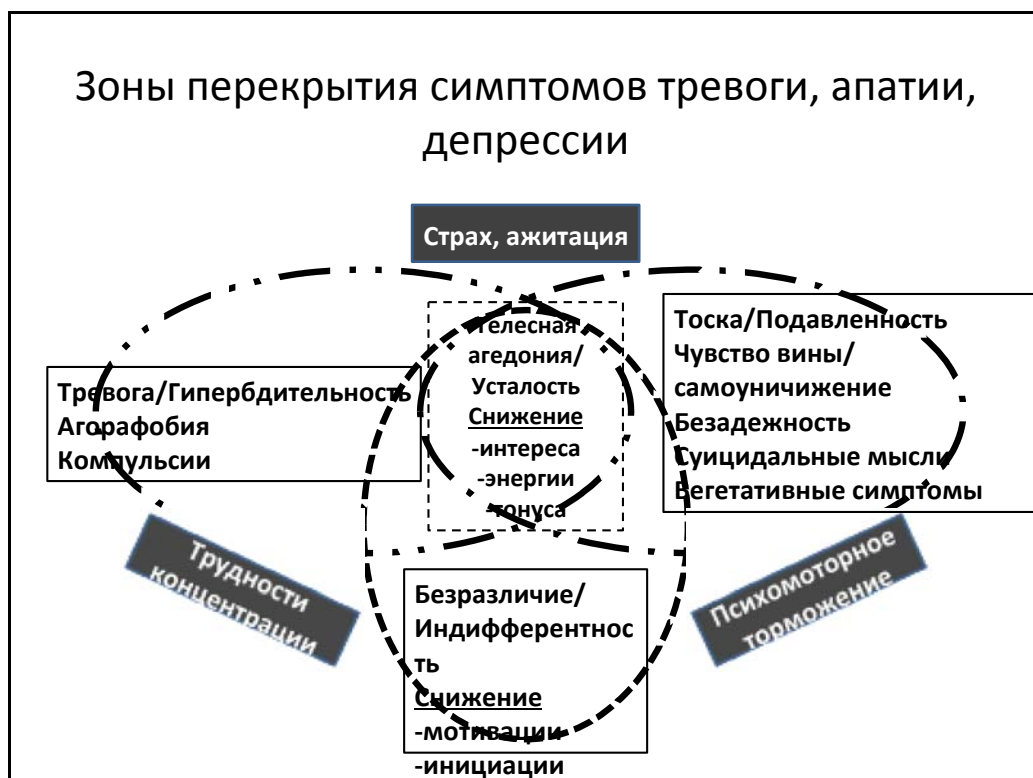 Зоны перекрытия симптомов тревоги, апатии,
депрессии
Страх, ажитация
Телесная
агедония/
Усталость
Снижение
-интереса
-энергии
-тонуса
Тревога/Гипербдительность
Агорафобия
Компульсии
Тоска/Подавленность
Чувство вины/
самоуничижение
Безадежность
Суицидальные мысли
Вегетативные симптомы
Трудности
концентрации
Психомоторное
торможение
Безразличие/
Индифферентнос
ть
Снижение
-мотивации
-инициации